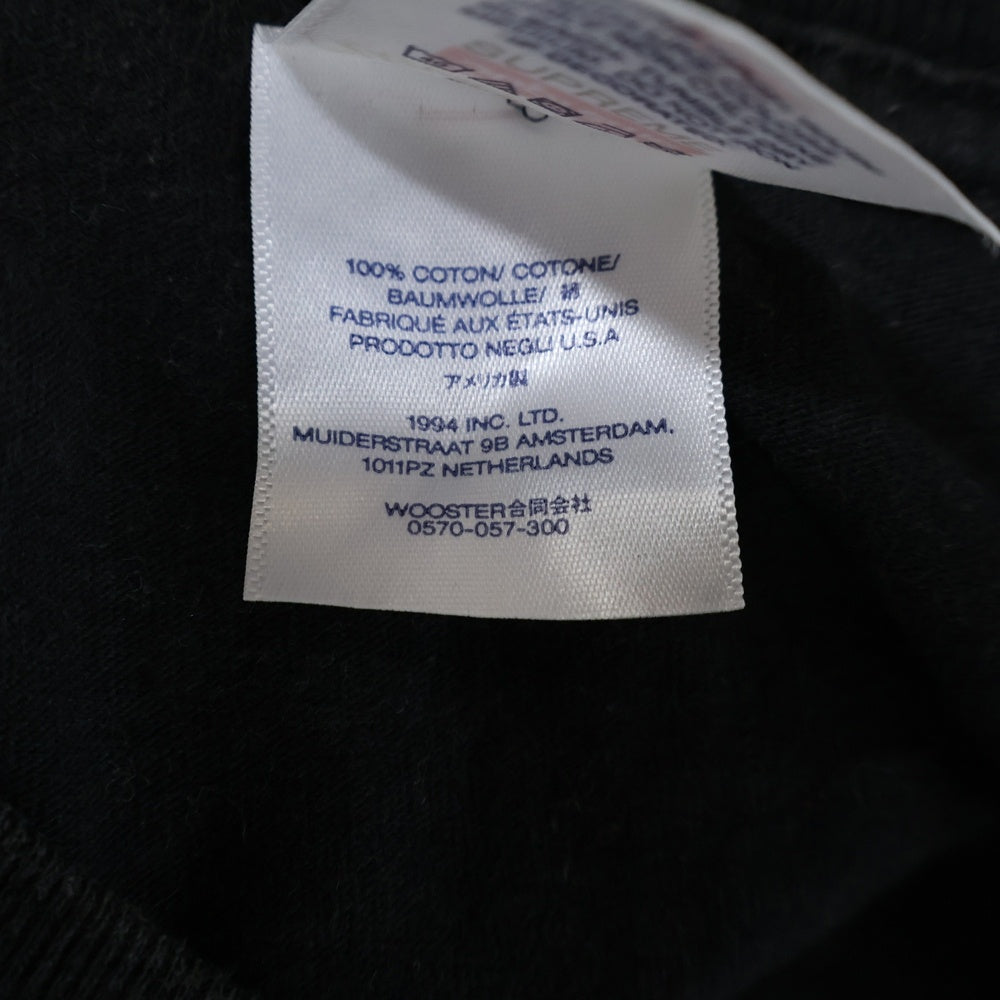 SUPREME
100% COTON/ COTONE/
BAUMWOLLE/ 綿
FABRIQUÉ AUX ÉTATS-UNIS
PRODOTTO NEGLI U.S.A
アメリカ製
1994 INC. LTD.
MUIDERSTRAAT 9B AMSTERDAM,
1011PZ NETHERLANDS
WOOSTER合同会社
0570-057-300